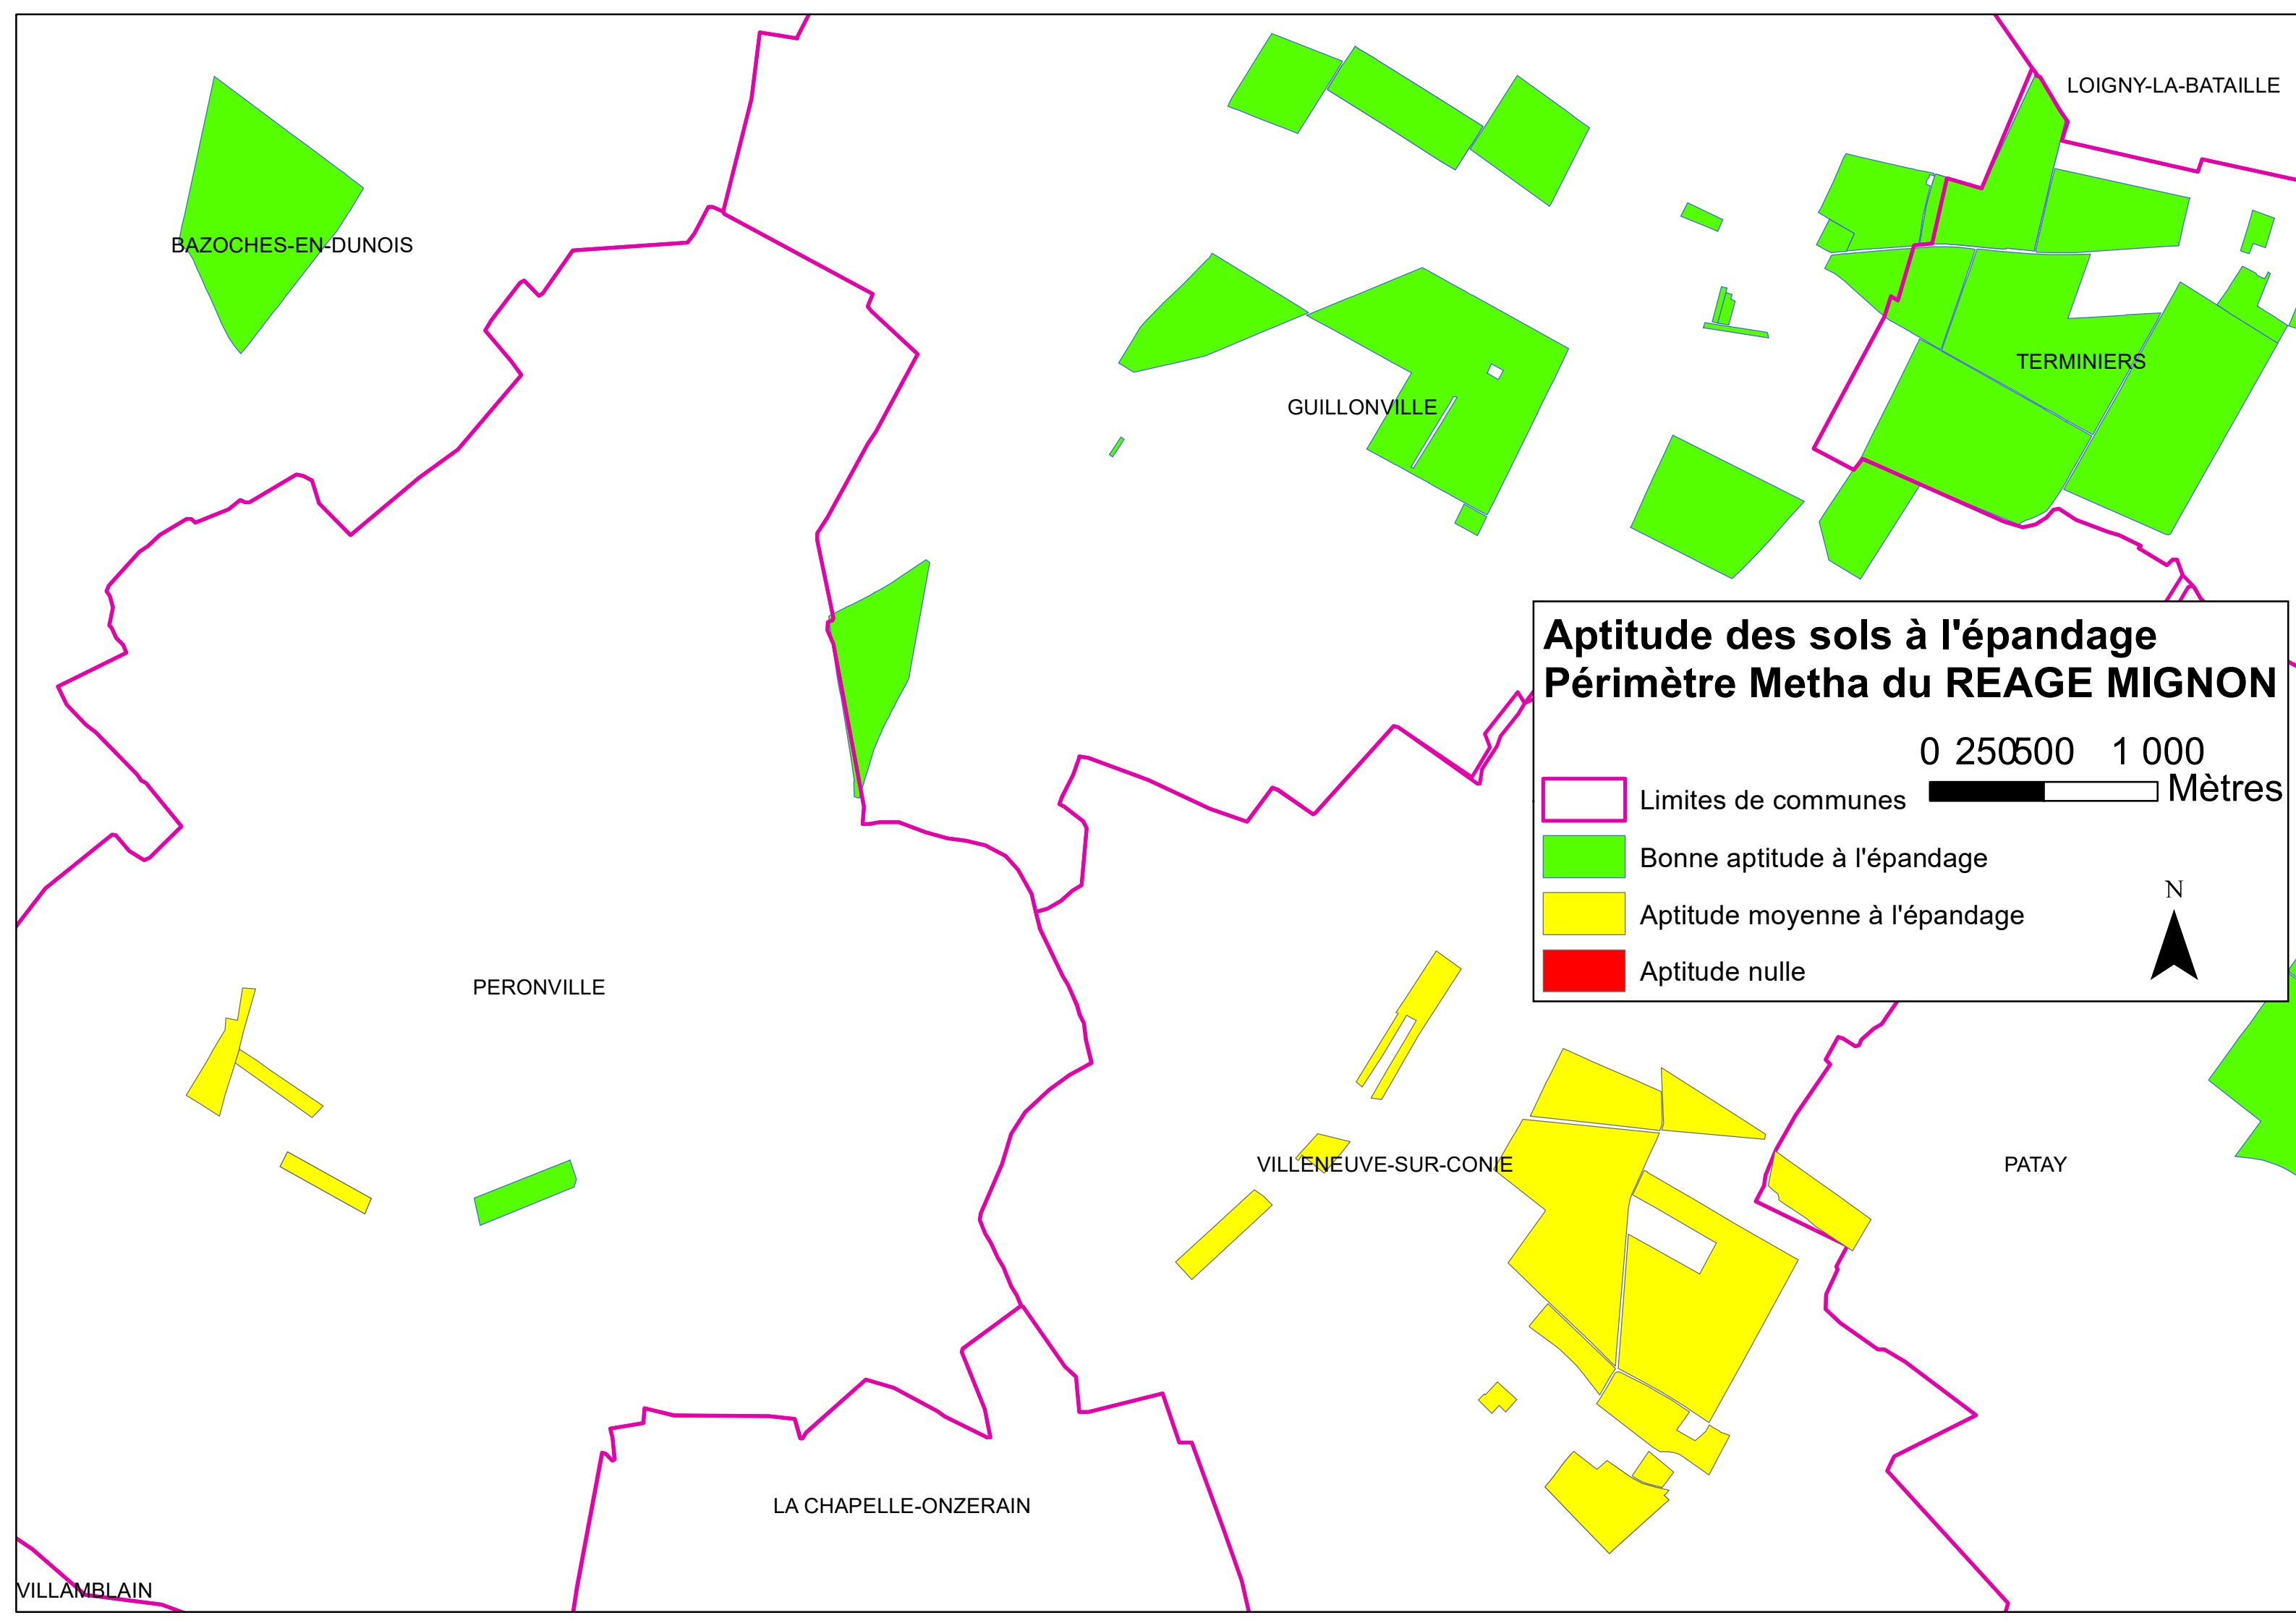 LOIGNY-LA-BATAILLE
BAZOCHES-EN-DUNOIS
TERMINIERS
GUILLONVILLE
Aptitude des sols à l'épandage
Périmètre Metha du REAGE MIGNON
0 250 500 1 000
Mètres
Limites de communes
Bonne aptitude à l'épandage
Aptitude moyenne à l'épandage
Aptitude nulle
N
PERONVILLE
VILLENEUVE-SUR-CONIE
PATAY
LA CHAPELLE-ONZERAIN
VILLAMBLAIN